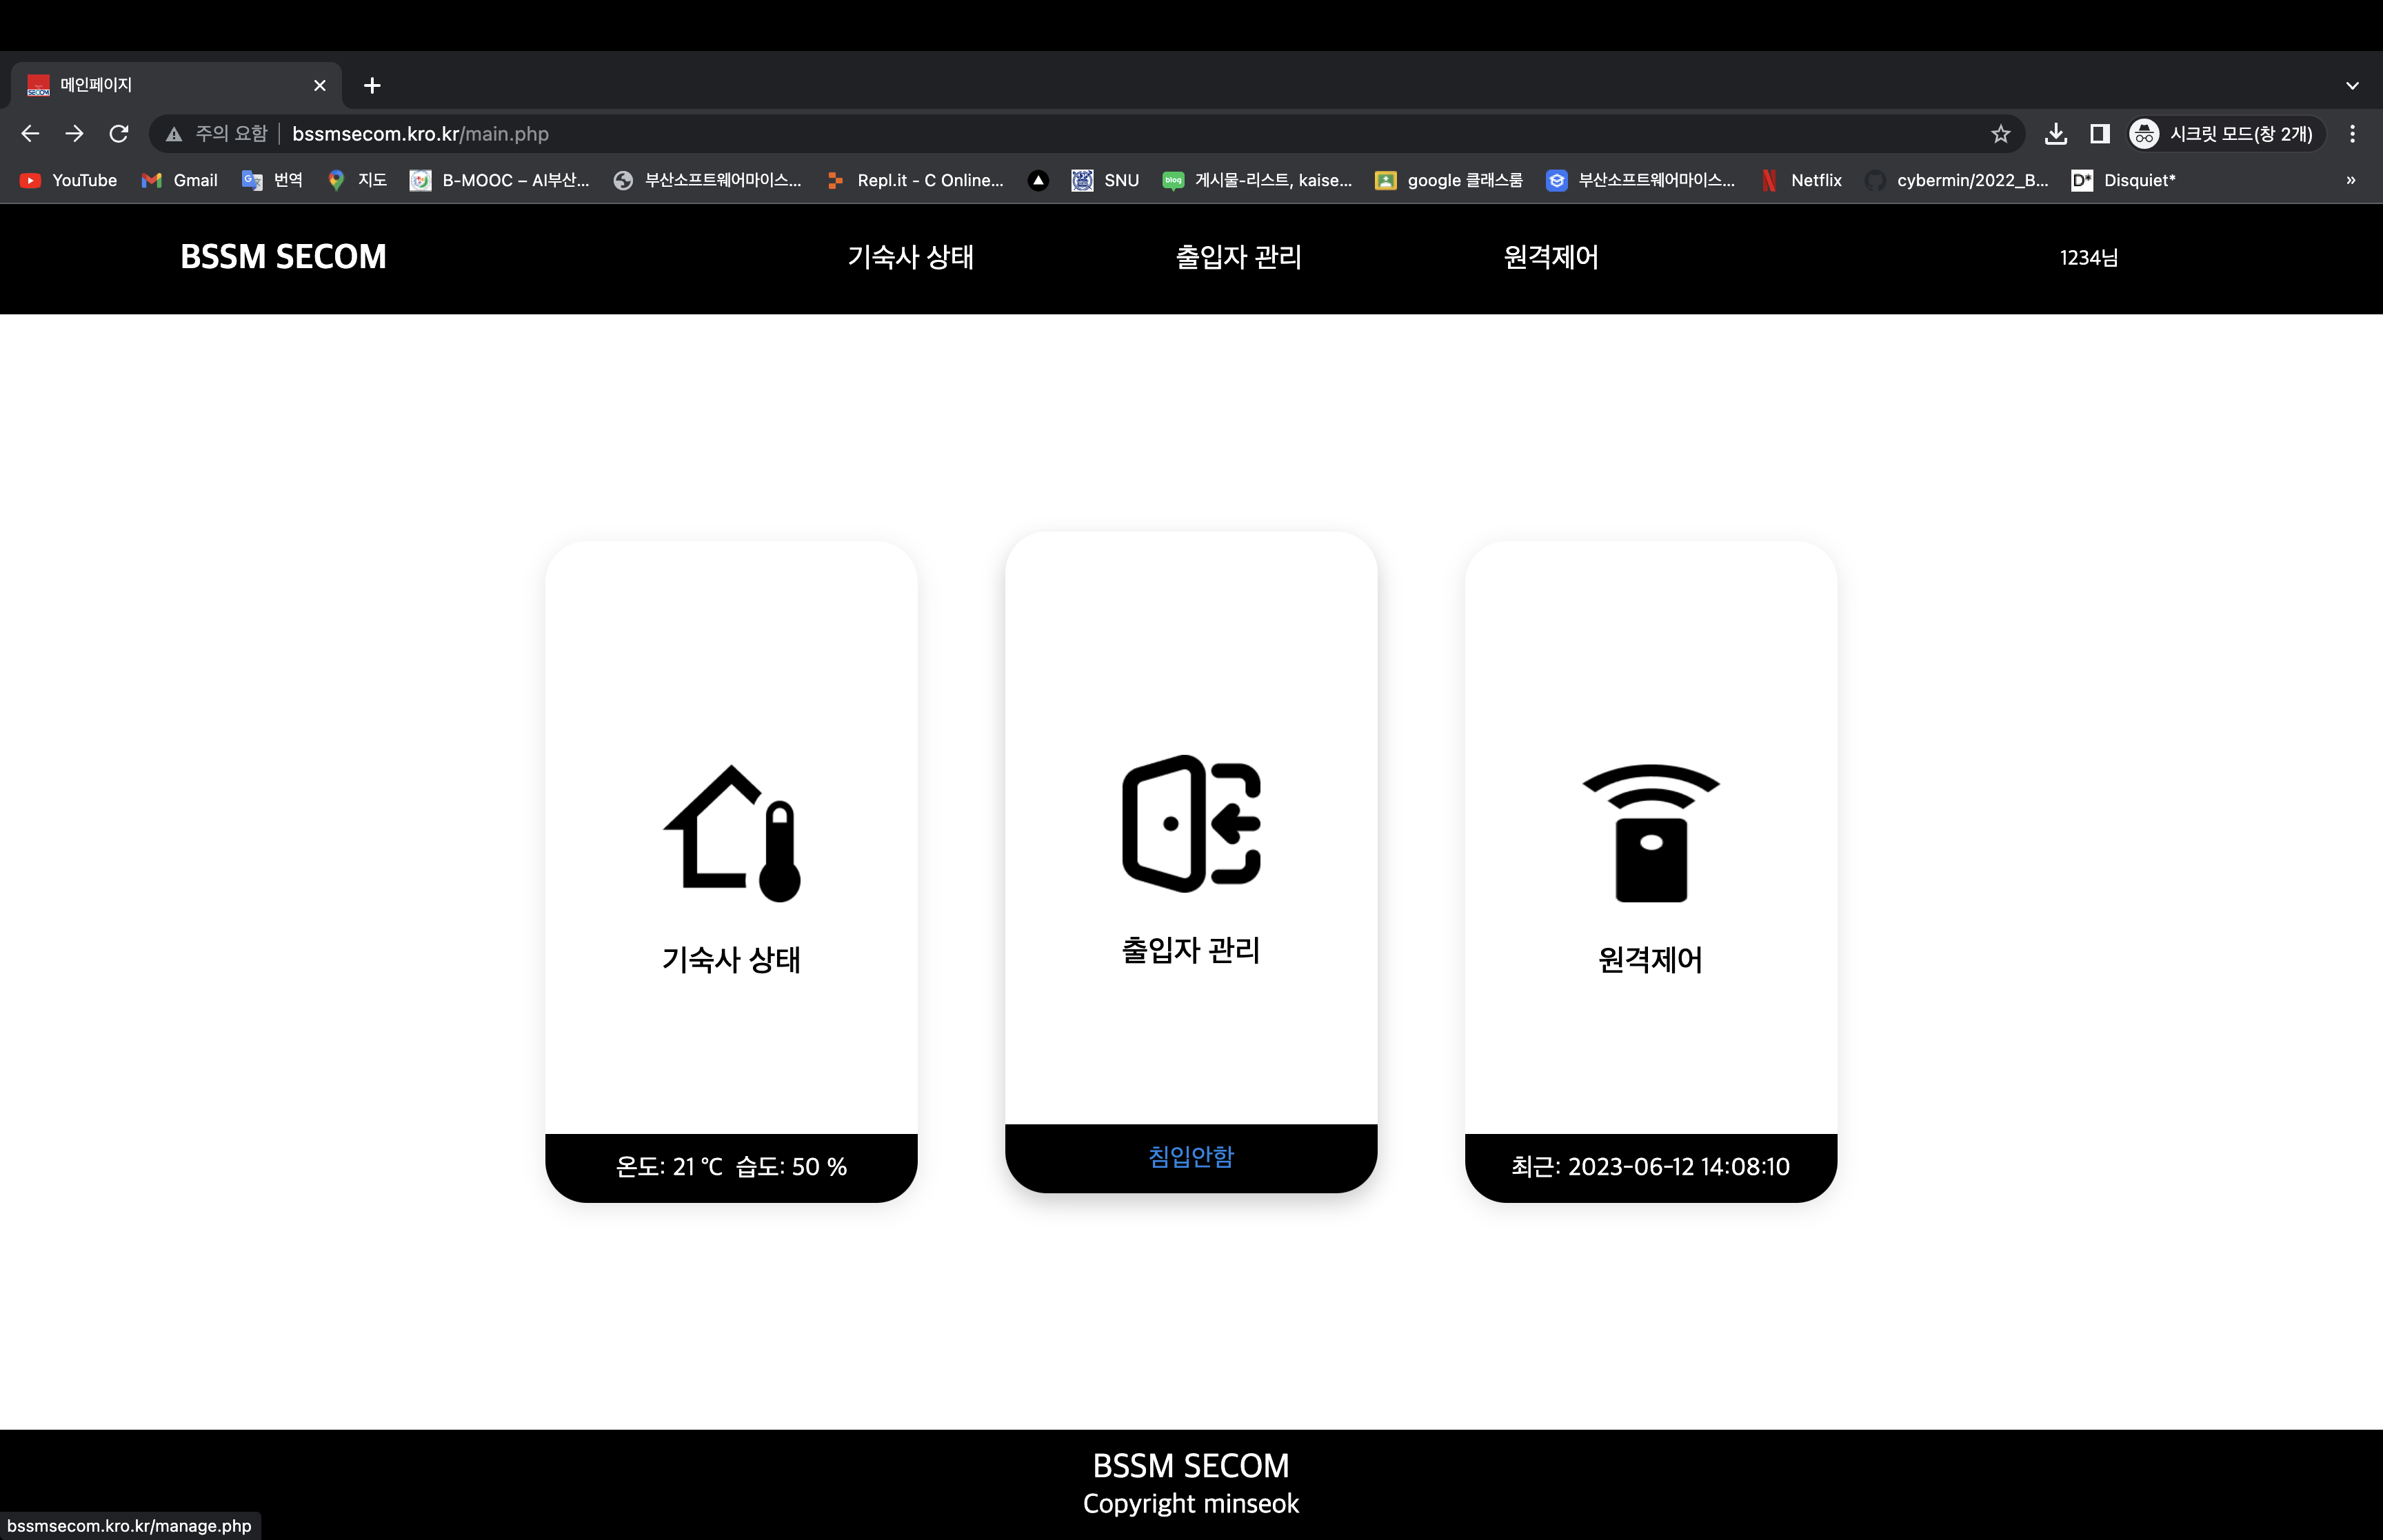 메인페이지
주의 요함 bssmsecom.kro.kr/main.php 시크릿 모드(창 2개)
YouTube Gmail 번역 지도 B-MOOC – AI부산... 부산소프트웨어마이스... Repl.it - C Online... SNU 게시물-리스트, kaise... google 클래스룸 부산소프트웨어마이스... Netflix cybermin/2022_B... D* Disquiet* »
BSSM SECOM 기숙사 상태 출입자 관리 원격제어 1234님
기숙사 상태 출입자 관리 원격제어
온도: 21 ℃ 습도: 50 % 침입안함 최근: 2023-06-12 14:08:10
BSSM SECOM
Copyright minseok
bssmsecom.kro.kr/manage.php